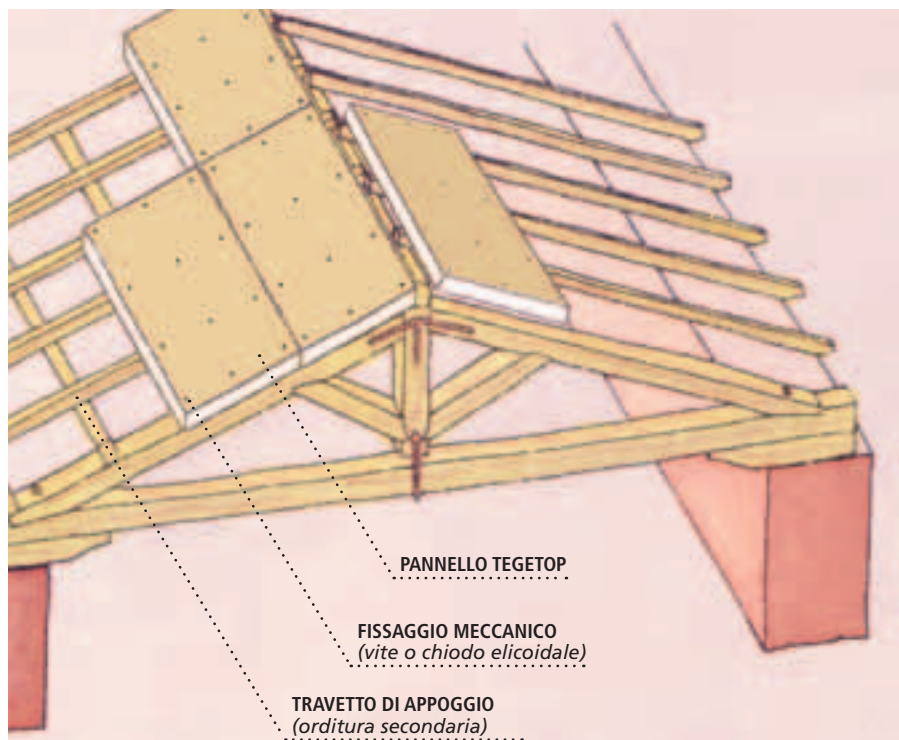 PANNELLO TEGETOP
FISSAGGIO MECCANICO
(vite o chiodo elicoidale)
TRAVETTO DI APPOGGIO
(orditura secondaria)